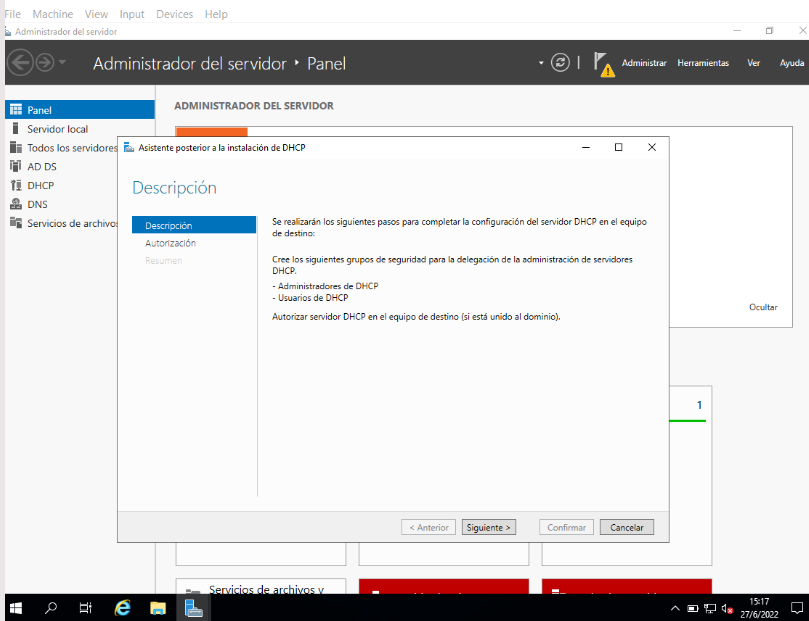 File Machine View Input Devices Help
Administrador del servidor
Administrador del servidor Panel
Administrar Herramientas Ver Ayuda
Panel
Servidor local
Todos los servidores
AD DS
DHCP
DNS
Servicios de archivos
ADMINISTRADOR DEL SERVIDOR
Asistente posterior a la instalación de DHCP
Descripción
Descripción
Autorización
Resumen
Se realizarán los siguientes pasos para completar la configuración del servidor DHCP en el equipo
de destino:
Cree los siguientes grupos de seguridad para la delegación de la administración de servidores
DHCP.
- Administradores de DHCP
- Usuarios de DHCP
Autorizar servidor DHCP en el equipo de destino (si está unido al dominio).
< Anterior Siguiente > Confirmar Cancelar
Ocultar
1
Servicios de archivos y
15:17
27/6/2022